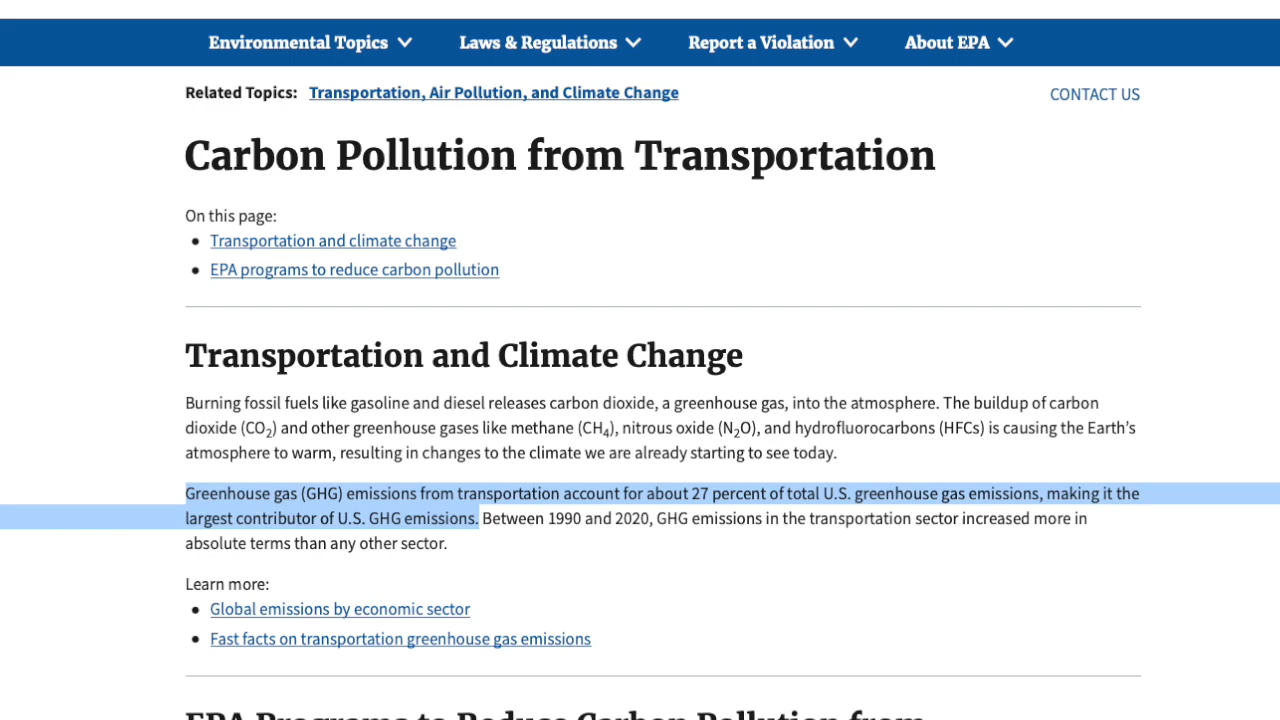 Environmental Topics Laws & Regulations Report a Violation About EPA
Related Topics: Transportation, Air Pollution, and Climate Change CONTACT US
Carbon Pollution from Transportation
On this page:
• Transportation and climate change
• EPA programs to reduce carbon pollution
Transportation and Climate Change
Burning fossil fuels like gasoline and diesel releases carbon dioxide, a greenhouse gas, into the atmosphere. The buildup of carbon
dioxide (CO₂) and other greenhouse gases like methane (CH₄), nitrous oxide (N₂O), and hydrofluorocarbons (HFCs) is causing the Earth’s
atmosphere to warm, resulting in changes to the climate we are already starting to see today.
Greenhouse gas (GHG) emissions from transportation account for about 27 percent of total U.S. greenhouse gas emissions, making it the
largest contributor of U.S. GHG emissions. Between 1990 and 2020, GHG emissions in the transportation sector increased more in
absolute terms than any other sector.
Learn more:
• Global emissions by economic sector
• Fast facts on transportation greenhouse gas emissions
EPA Programs to Reduce Carbon Pollution from